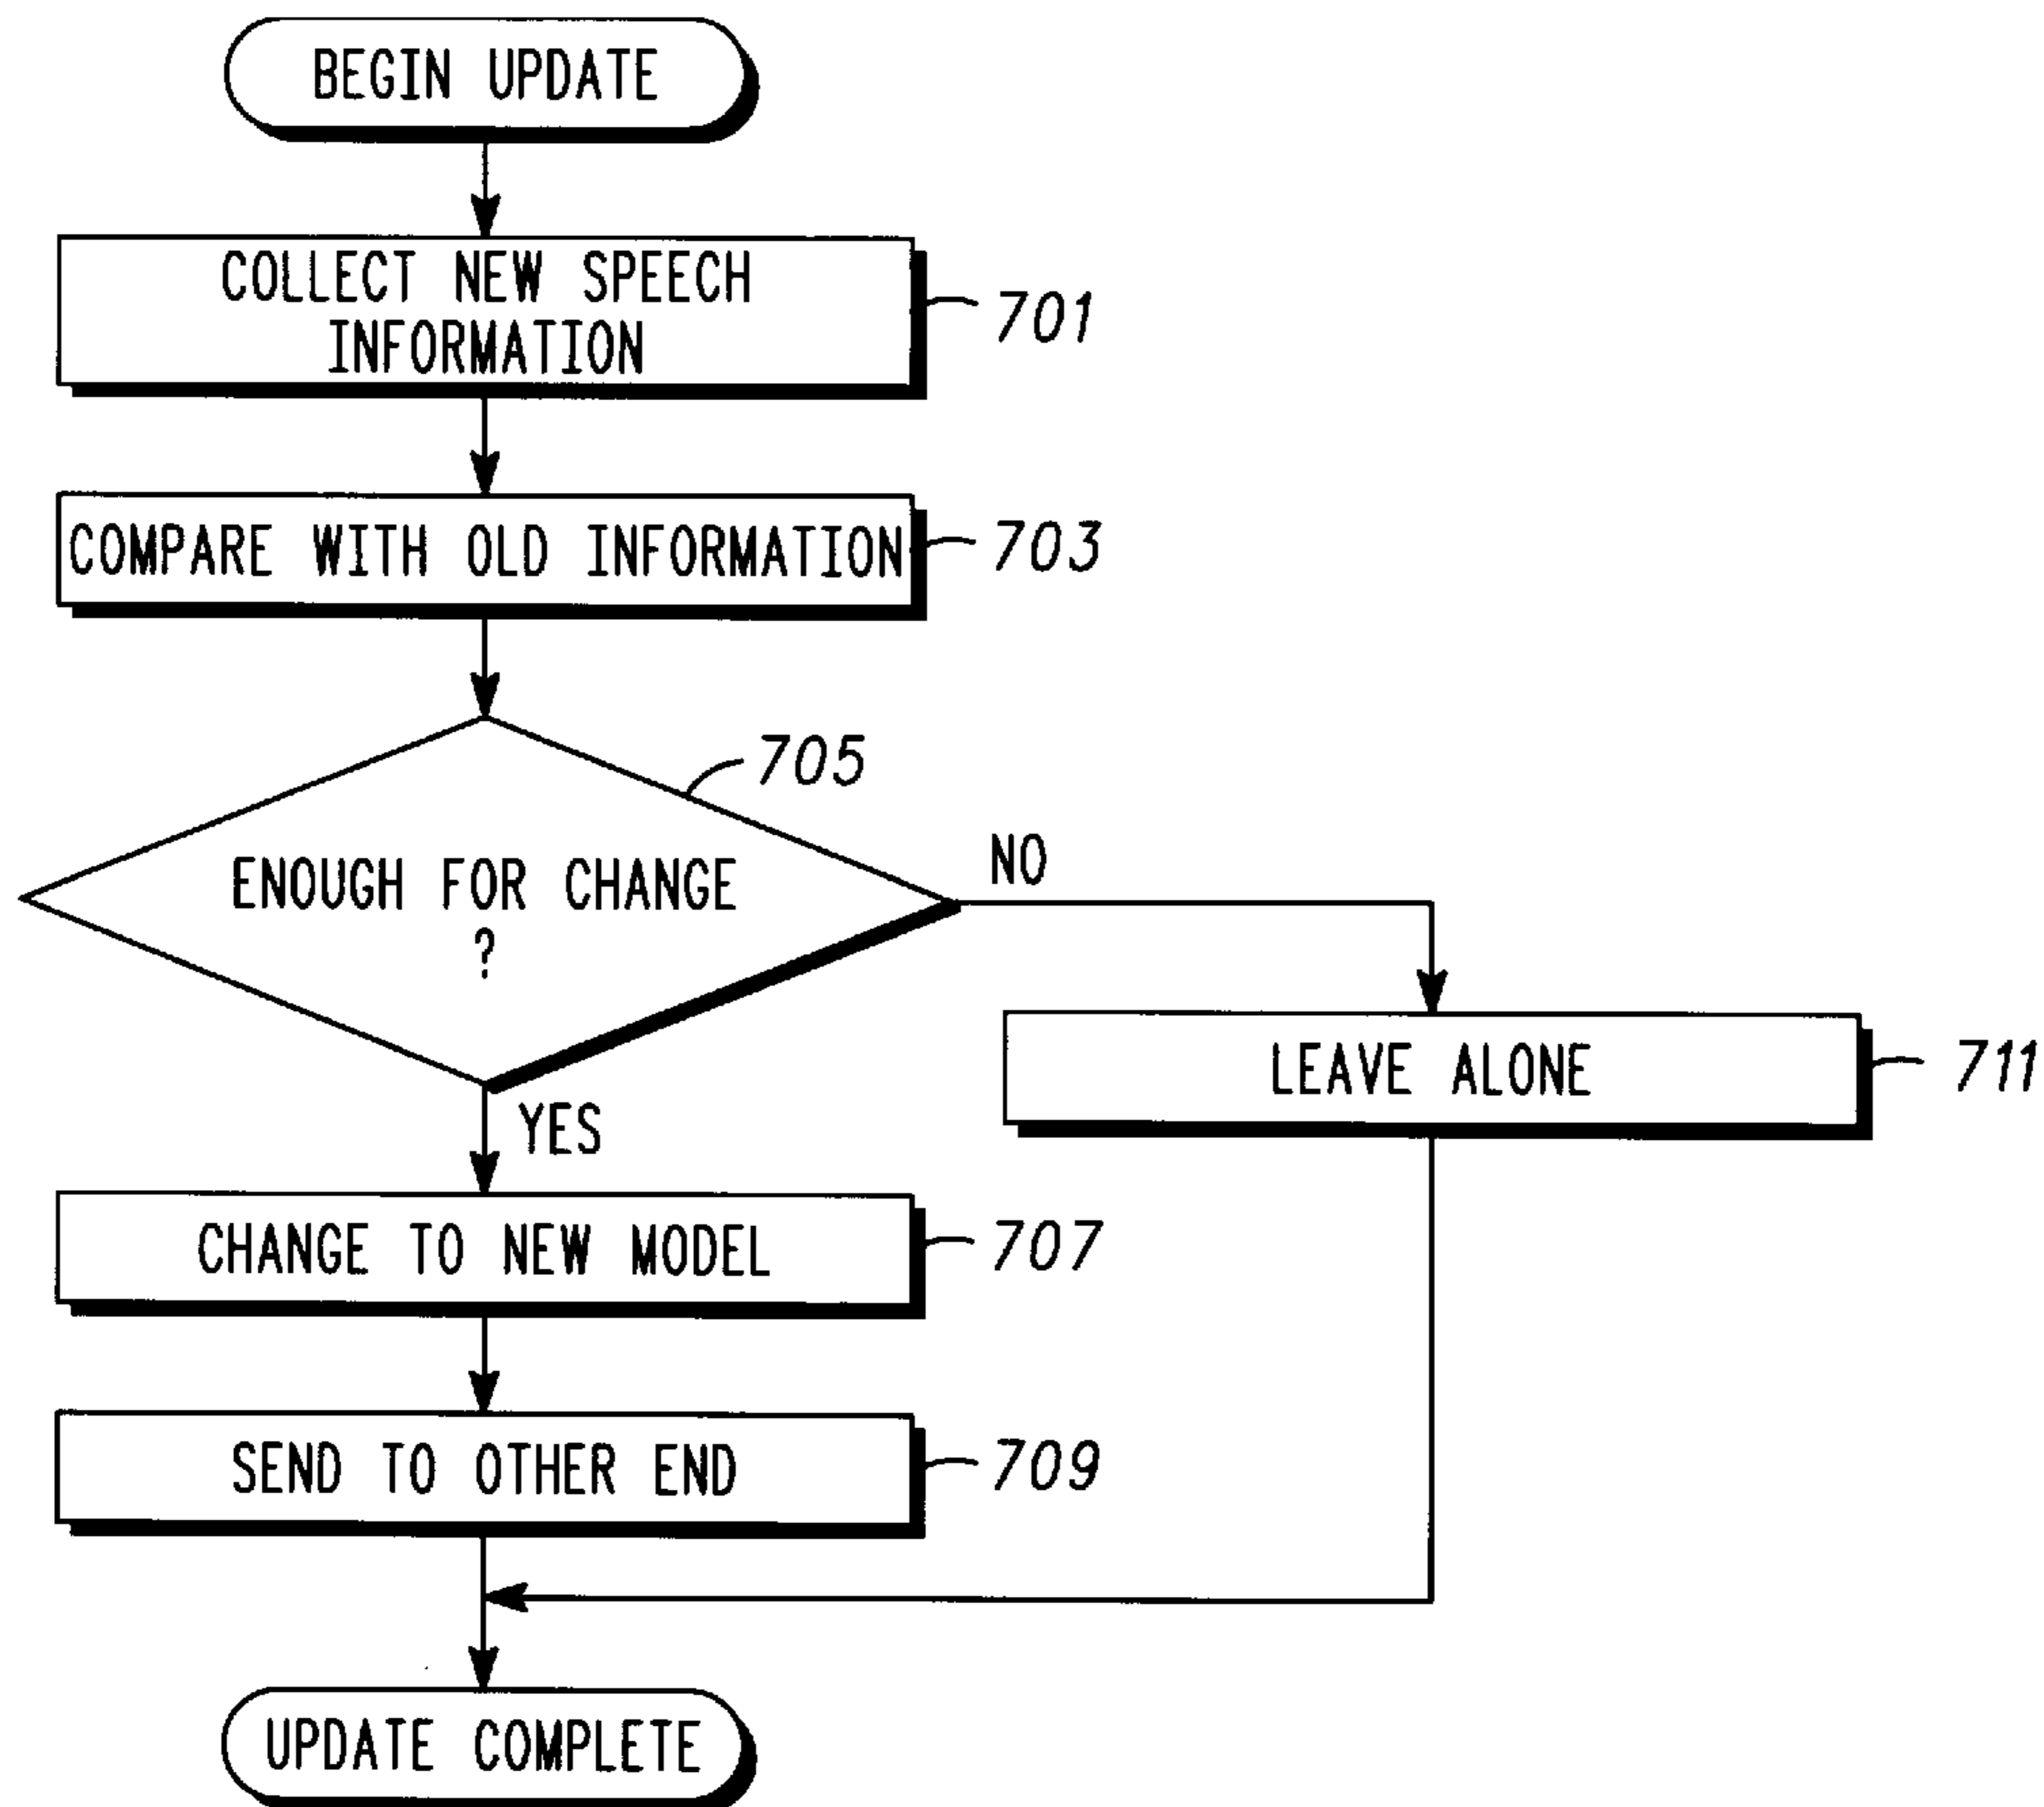 BEGIN UPDATE
COLLECT NEW SPEECH
INFORMATION
701
COMPARE WITH OLD INFORMATION
703
705
ENOUGH FOR CHANGE
?
NO
YES
LEAVE ALONE
711
CHANGE TO NEW MODEL
707
SEND TO OTHER END
709
UPDATE COMPLETE